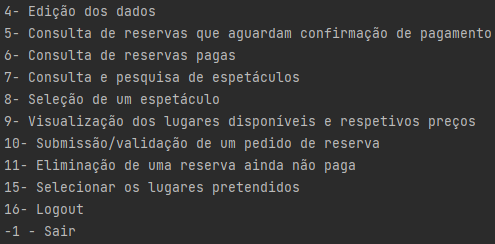 4- Edição dos dados
5- Consulta de reservas que aguardam confirmação de pagamento
6- Consulta de reservas pagas
7- Consulta e pesquisa de espetáculos
8- Seleção de um espetáculo
9- Visualização dos lugares disponíveis e respetivos preços
10- Submissão/validação de um pedido de reserva
11- Eliminação de uma reserva ainda não paga
15- Selecionar os lugares pretendidos
16- Logout
-1 - Sair